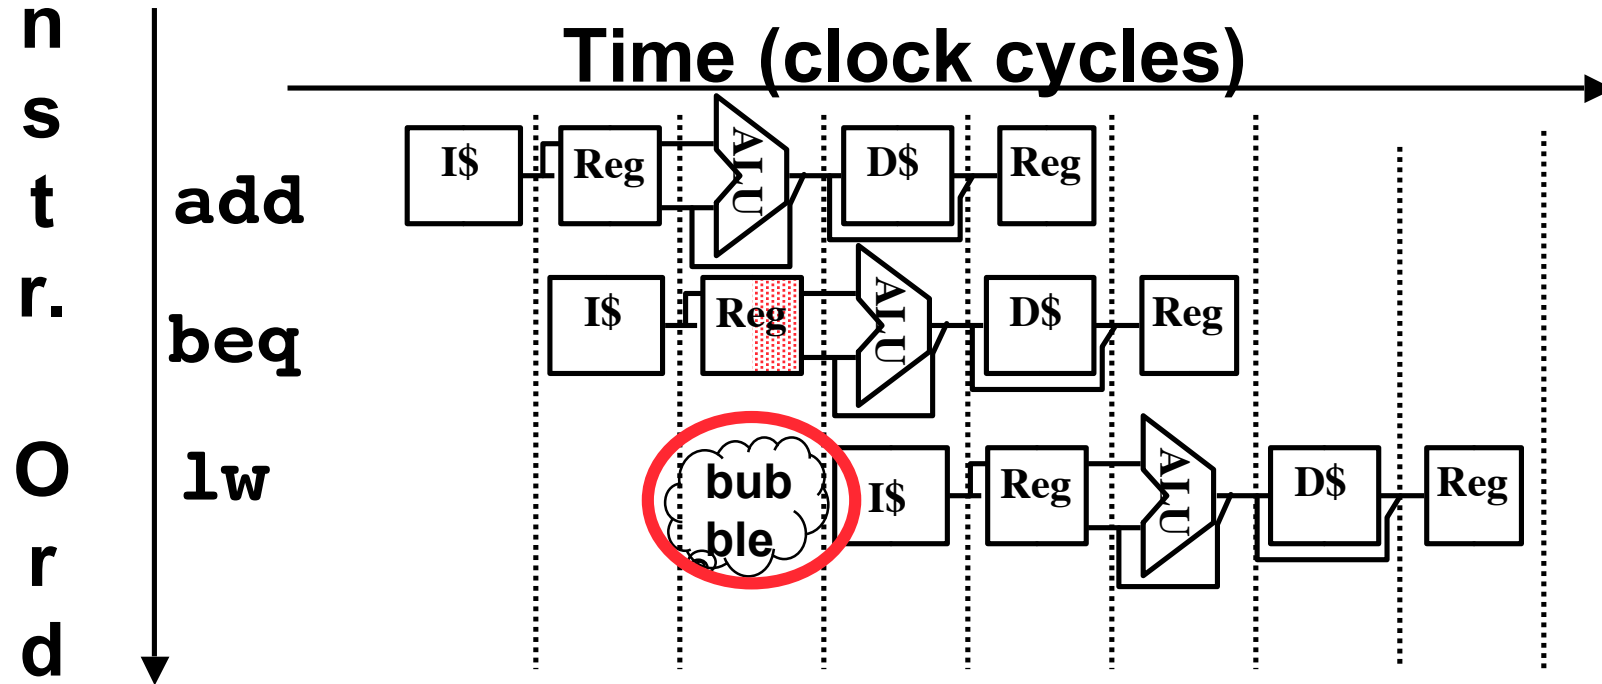 Time (clock cycles)
n
s
t
r.
O
r
d
add
I$ Reg ALU D$ Reg
beq
I$ Reg ALU D$ Reg
lw
bub
ble
I$ Reg ALU D$ Reg